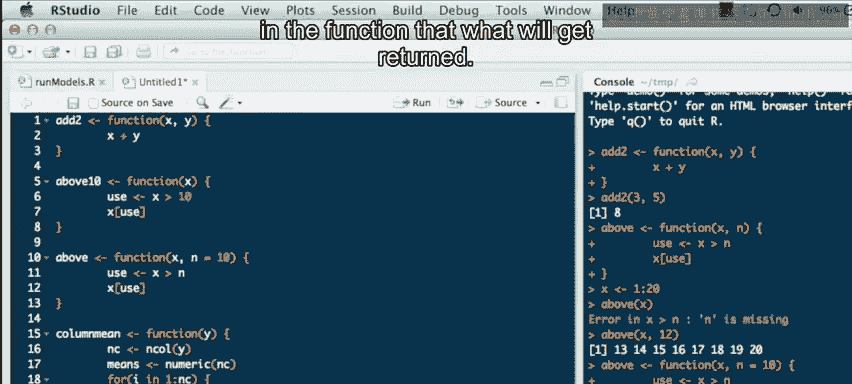 RStudio File Edit Code View Plots Session Build Debug Tools Window Help 96%
in the function that what will get
returned.
runModels.R × Untitled1* ×
Console ~/tmp/
Source on Save Run Source
1 add2 <- function(x, y) {
2 x + y
3 }
4
5 above10 <- function(x) {
6 use <- x > 10
7 x[use]
8 }
9
10 above <- function(x, n = 10) {
11 use <- x > n
12 x[use]
13 }
14
15 columnmean <- function(y) {
16 nc <- ncol(y)
17 means <- numeric(nc)
18 for(i in 1:nc) {
'help.start()' for an HTML browser interf
Type 'q()' to quit R.
> add2 <- function(x, y) {
+ x + y
+ }
> add2(3, 5)
[1] 8
> above <- function(x, n) {
+ use <- x > n
+ x[use]
+ }
> x <- 1:20
> above(x)
Error in x > n : 'n' is missing
> above(x, 12)
[1] 13 14 15 16 17 18 19 20
> above <- function(x, n = 10) {
+ use <- x > n